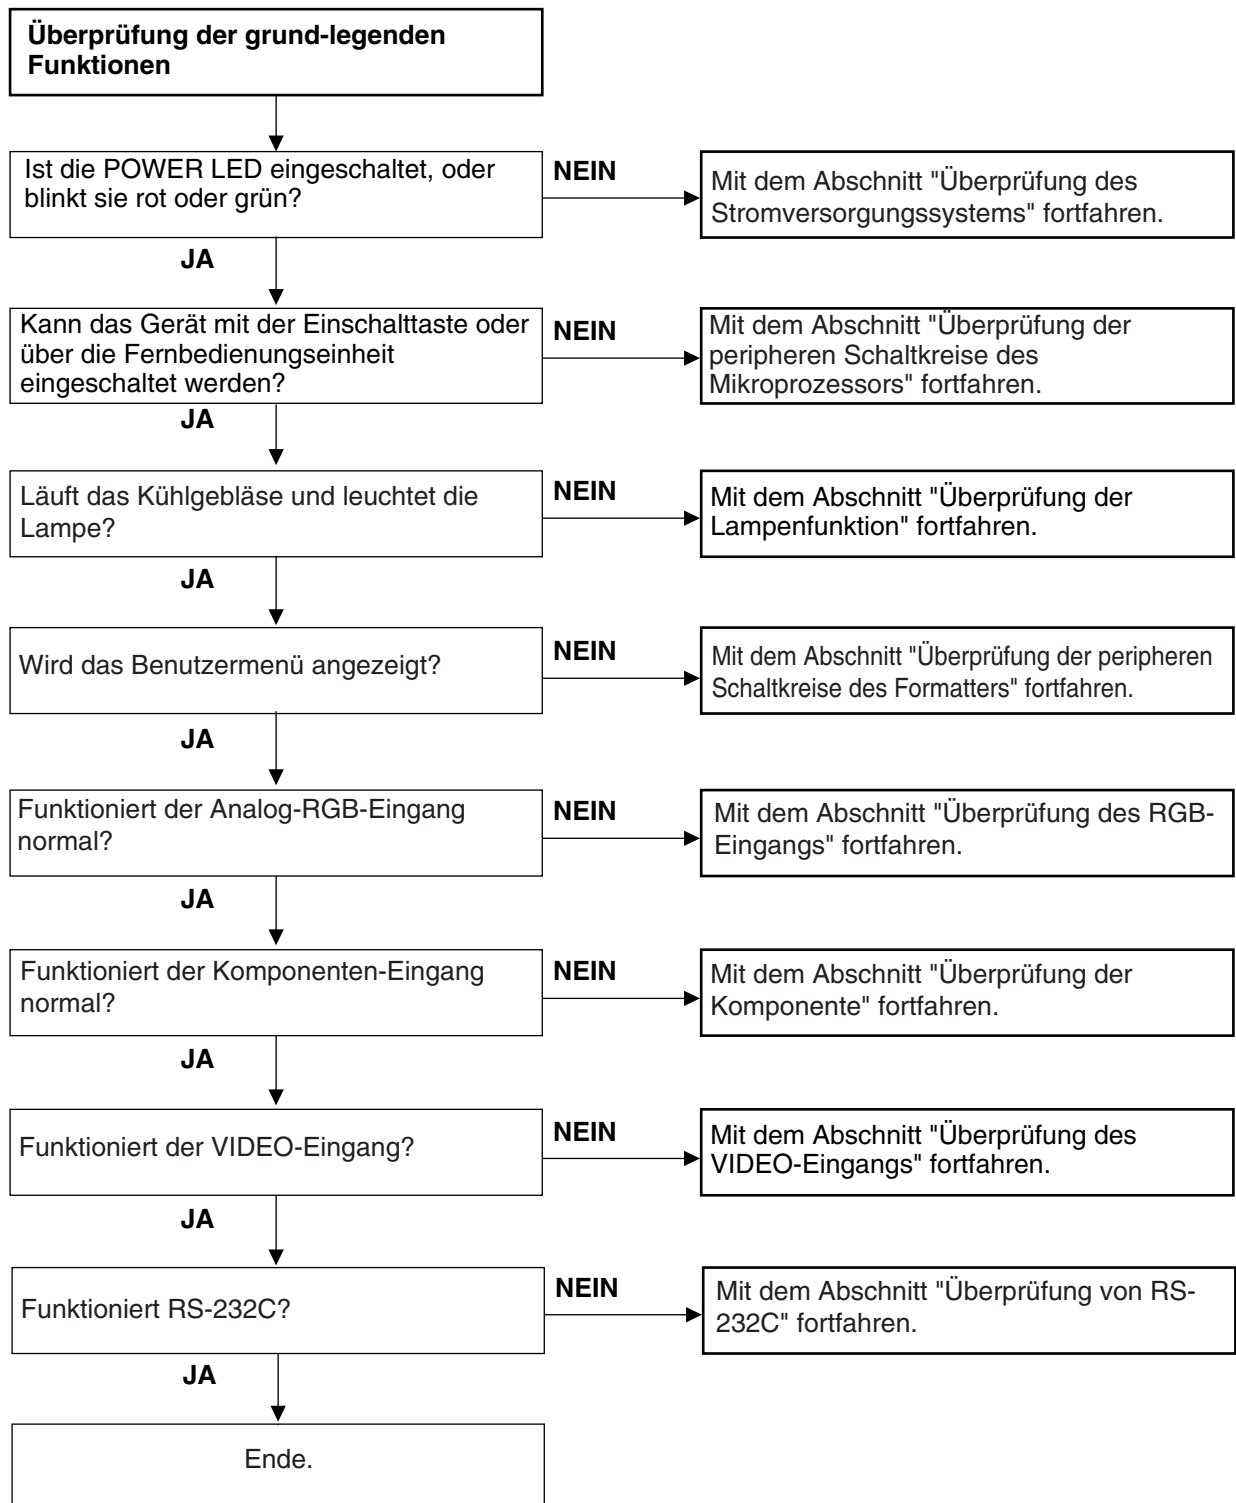 Überprüfung der grund-legenden
Funktionen
Ist die POWER LED eingeschaltet, oder
blinkt sie rot oder grün?
NEIN
Mit dem Abschnitt "Überprüfung des
Stromversorgungssystems" fortfahren.
JA
Kann das Gerät mit der Einschalttaste oder
über die Fernbedienungseinheit
eingeschaltet werden?
NEIN
Mit dem Abschnitt "Überprüfung der
peripheren Schaltkreise des
Mikroprozessors" fortfahren.
JA
Läuft das Kühlgebläse und leuchtet die
Lampe?
NEIN
Mit dem Abschnitt "Überprüfung der
Lampenfunktion" fortfahren.
JA
Wird das Benutzermenü angezeigt?
NEIN
Mit dem Abschnitt "Überprüfung der peripheren
Schaltkreise des Formatters" fortfahren.
JA
Funktioniert der Analog-RGB-Eingang
normal?
NEIN
Mit dem Abschnitt "Überprüfung des RGB-
Eingangs" fortfahren.
JA
Funktioniert der Komponenten-Eingang
normal?
NEIN
Mit dem Abschnitt "Überprüfung der
Komponente" fortfahren.
JA
Funktioniert der VIDEO-Eingang?
NEIN
Mit dem Abschnitt "Überprüfung des
VIDEO-Eingangs" fortfahren.
JA
Funktioniert RS-232C?
NEIN
Mit dem Abschnitt "Überprüfung von RS-
232C" fortfahren.
JA
Ende.